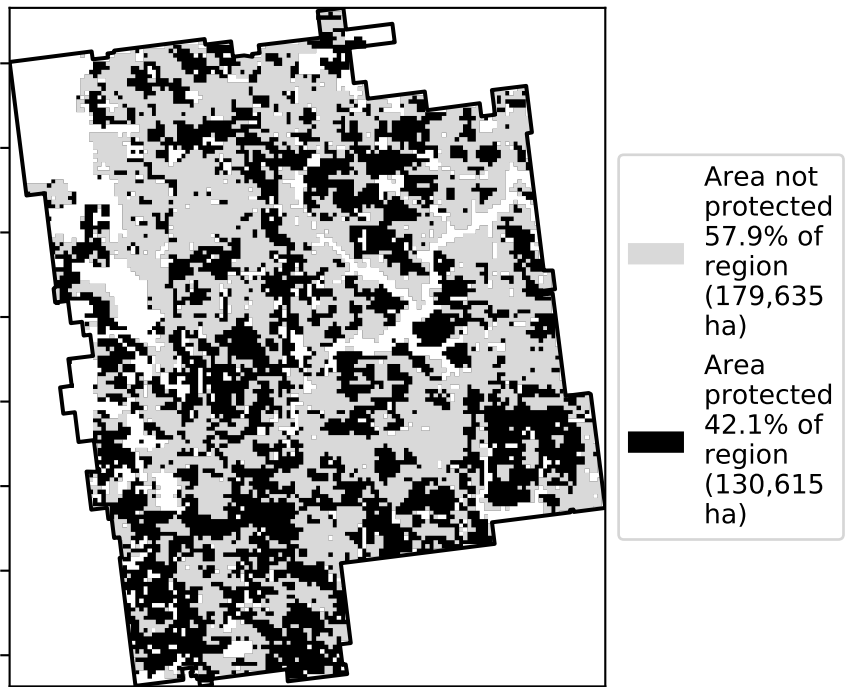 Area not
protected
57.9% of
region
(179,635
ha)
Area
protected
42.1% of
region
(130,615
ha)